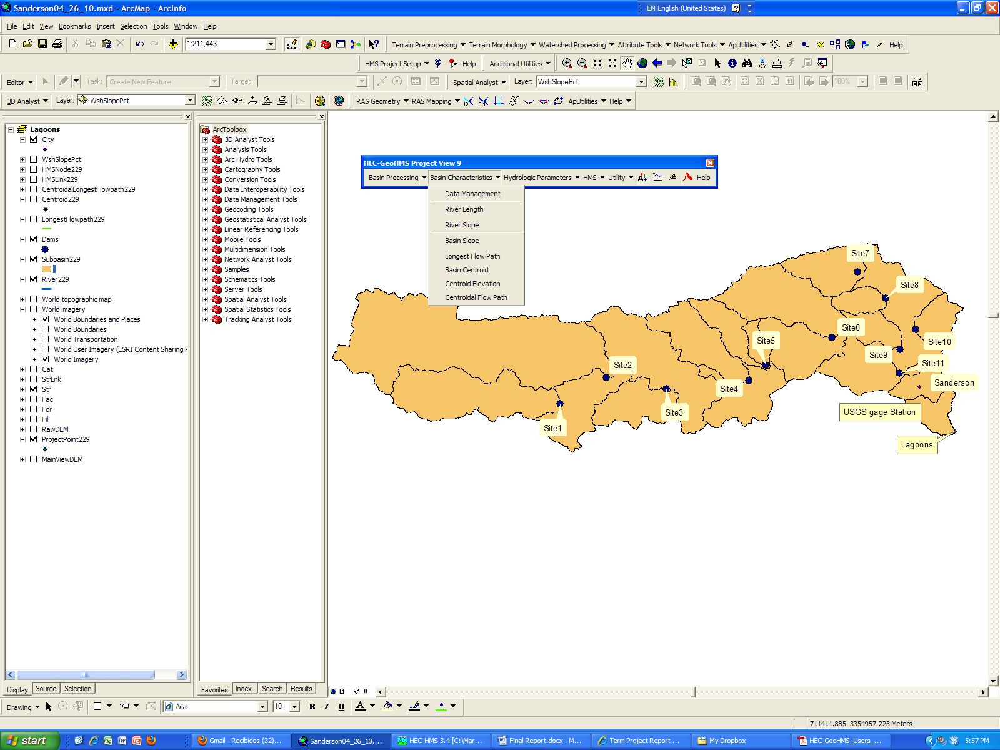 Sanderson04_26_10.mxd - ArcMap - ArcInfo
EN English (United States)
File Edit View Bookmarks Insert Selection Tools Window Help
1:211,443
Terrain Preprocessing Terrain Morphology Watershed Processing Attribute Tools Network Tools ApUtilities Help
HMS Project Setup Help Additional Utilities
Editor Task: Create New Feature Target: Spatial Analyst Layer: WshSlopePct 100%
3D Analyst Layer: WshSlopePct RAS Geometry RAS Mapping ApUtilities Help
Lagoons
City
WshSlopePct
HMSNode229
HMSLink229
CentroidalLongestFlowpath229
Centroid229
LongestFlowpath229
Dams
Subbasin229
River229
World topographic map
World imagery
World Boundaries and Places
World Boundaries
World Transportation
World User Imagery (ESRI Content Sharing P
World Imagery
Cat
StrLnk
Str
Fac
Fdr
Fil
RawDEM
ProjectPoint229
MainViewDEM
Display Source Selection
ArcToolbox
3D Analyst Tools
Analysis Tools
Arc Hydro Tools
Cartography Tools
Conversion Tools
Data Interoperability Tools
Data Management Tools
Geocoding Tools
Geostatistical Analyst Tools
Linear Referencing Tools
Mobile Tools
Multidimension Tools
Network Analyst Tools
Samples
Schematics Tools
Server Tools
Spatial Analyst Tools
Spatial Statistics Tools
Tracking Analyst Tools
Favorites Index Search Results
HEC-GeoHMS Project View 9
Basin Processing Basin Characteristics Hydrologic Parameters HMS Utility Help
Data Management
River Length
River Slope
Basin Slope
Longest Flow Path
Basin Centroid
Centroid Elevation
Centroidal Flow Path
Site7
Site8
Site6
Site5
Site10
Site9
Site11
Site2
Sanderson
Site4
Site3
USGS gage Station
Site1
Lagoons
Drawing Arial 10 B I U A
711411.885 3354957.223 Meters
start
Gmail - Recibidos (32)...
Sanderson04_26_10....
HEC-HMS 3.4 [C:\Mar...
Final Report.docx - M...
Term Project Report ...
My Dropbox
HEC-GeoHMS_Users_...
5:57 PM